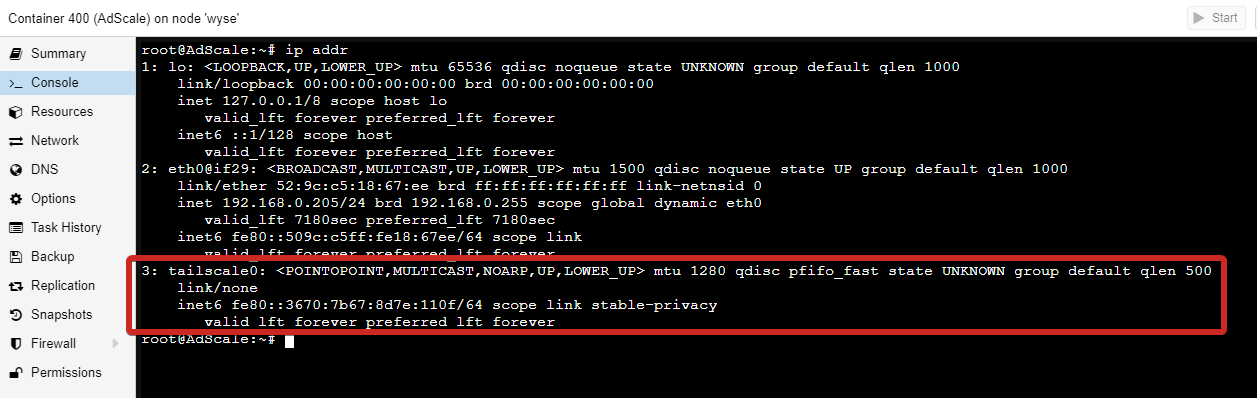 Container 400 (AdScale) on node 'wyse'
Start
Summary
Console
Resources
Network
DNS
Options
Task History
Backup
Replication
Snapshots
Firewall
Permissions
root@AdScale:~# ip addr
1: lo: <LOOPBACK,UP,LOWER_UP> mtu 65536 qdisc noqueue state UNKNOWN group default qlen 1000
link/loopback 00:00:00:00:00:00 brd 00:00:00:00:00:00
inet 127.0.0.1/8 scope host lo
valid_lft forever preferred_lft forever
inet6 ::1/128 scope host
valid_lft forever preferred_lft forever
2: eth0@if29: <BROADCAST,MULTICAST,UP,LOWER_UP> mtu 1500 qdisc noqueue state UP group default qlen 1000
link/ether 52:9c:c5:18:67:ee brd ff:ff:ff:ff:ff:ff link-netnsid 0
inet 192.168.0.205/24 brd 192.168.0.255 scope global dynamic eth0
valid_lft 7180sec preferred_lft 7180sec
inet6 fe80::509c:c5ff:fe18:67ee/64 scope link
valid_lft forever preferred_lft forever
3: tailscale0: <POINTOPOINT,MULTICAST,NOARP,UP,LOWER_UP> mtu 1280 qdisc pfifo_fast state UNKNOWN group default qlen 500
link/none
inet6 fe80::3670:7b67:8d7e:110f/64 scope link stable-privacy
valid_lft forever preferred_lft forever
root@AdScale:~#